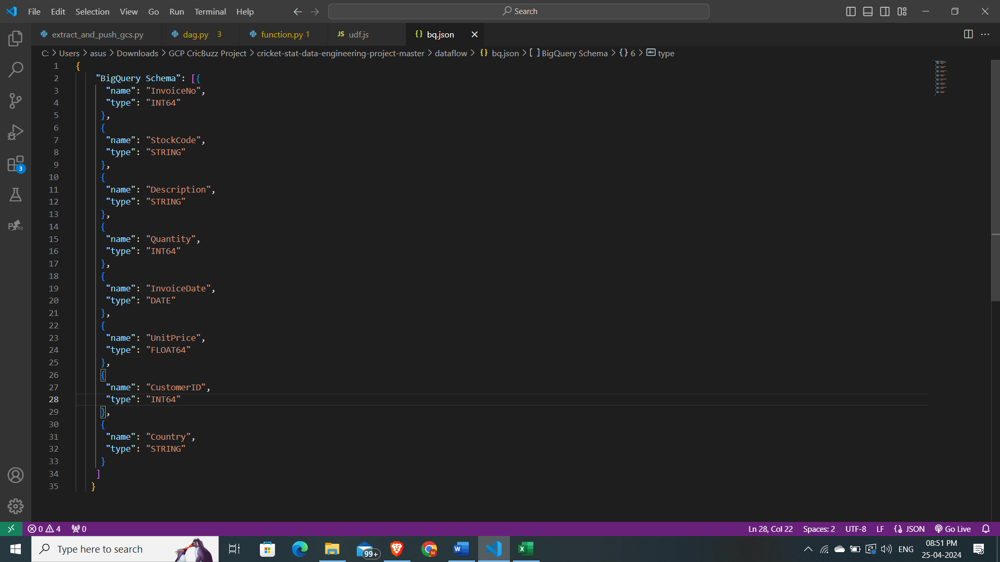 File Edit Selection View Go Run Terminal Help Search
extract_and_push_gcs.py dag.py 3 function.py 1 JS udf.js {} bq.json
C: > Users > asus > Downloads > GCP CricBuzz Project > cricket-stat-data-engineering-project-master > dataflow > {} bq.json > [ ] BigQuery Schema > {} 6 > abc type
1 {
2 "BigQuery Schema": [{
3 "name": "InvoiceNo",
4 "type": "INT64"
5 },
6 {
7 "name": "StockCode",
8 "type": "STRING"
9 },
10 {
11 "name": "Description",
12 "type": "STRING"
13 },
14 {
15 "name": "Quantity",
16 "type": "INT64"
17 },
18 {
19 "name": "InvoiceDate",
20 "type": "DATE"
21 },
22 {
23 "name": "UnitPrice",
24 "type": "FLOAT64"
25 },
26 {
27 "name": "CustomerID",
28 "type": "INT64"
29 },
30 {
31 "name": "Country",
32 "type": "STRING"
33 }
34 ]
35 }
3
0 4 0 Ln 28, Col 22 Spaces: 2 UTF-8 LF {} JSON Go Live
Type here to search 99+ ENG 08:51 PM
25-04-2024